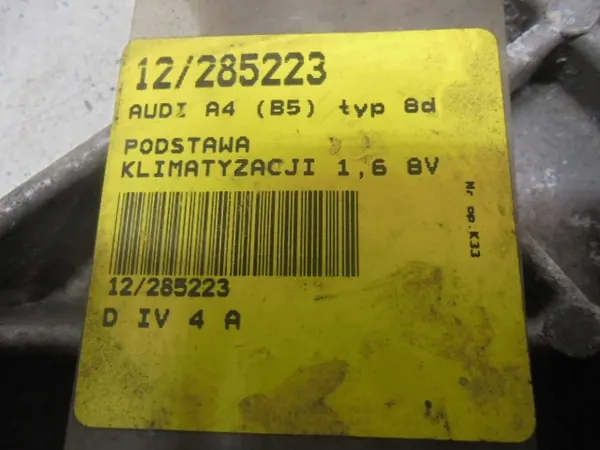 12/285223
AUDI A4 (B5) typ 8d
PODSTAWA
KLIMATYZACJI 1,6 8V
12/285223
D IV 4 A
Nr op.K33